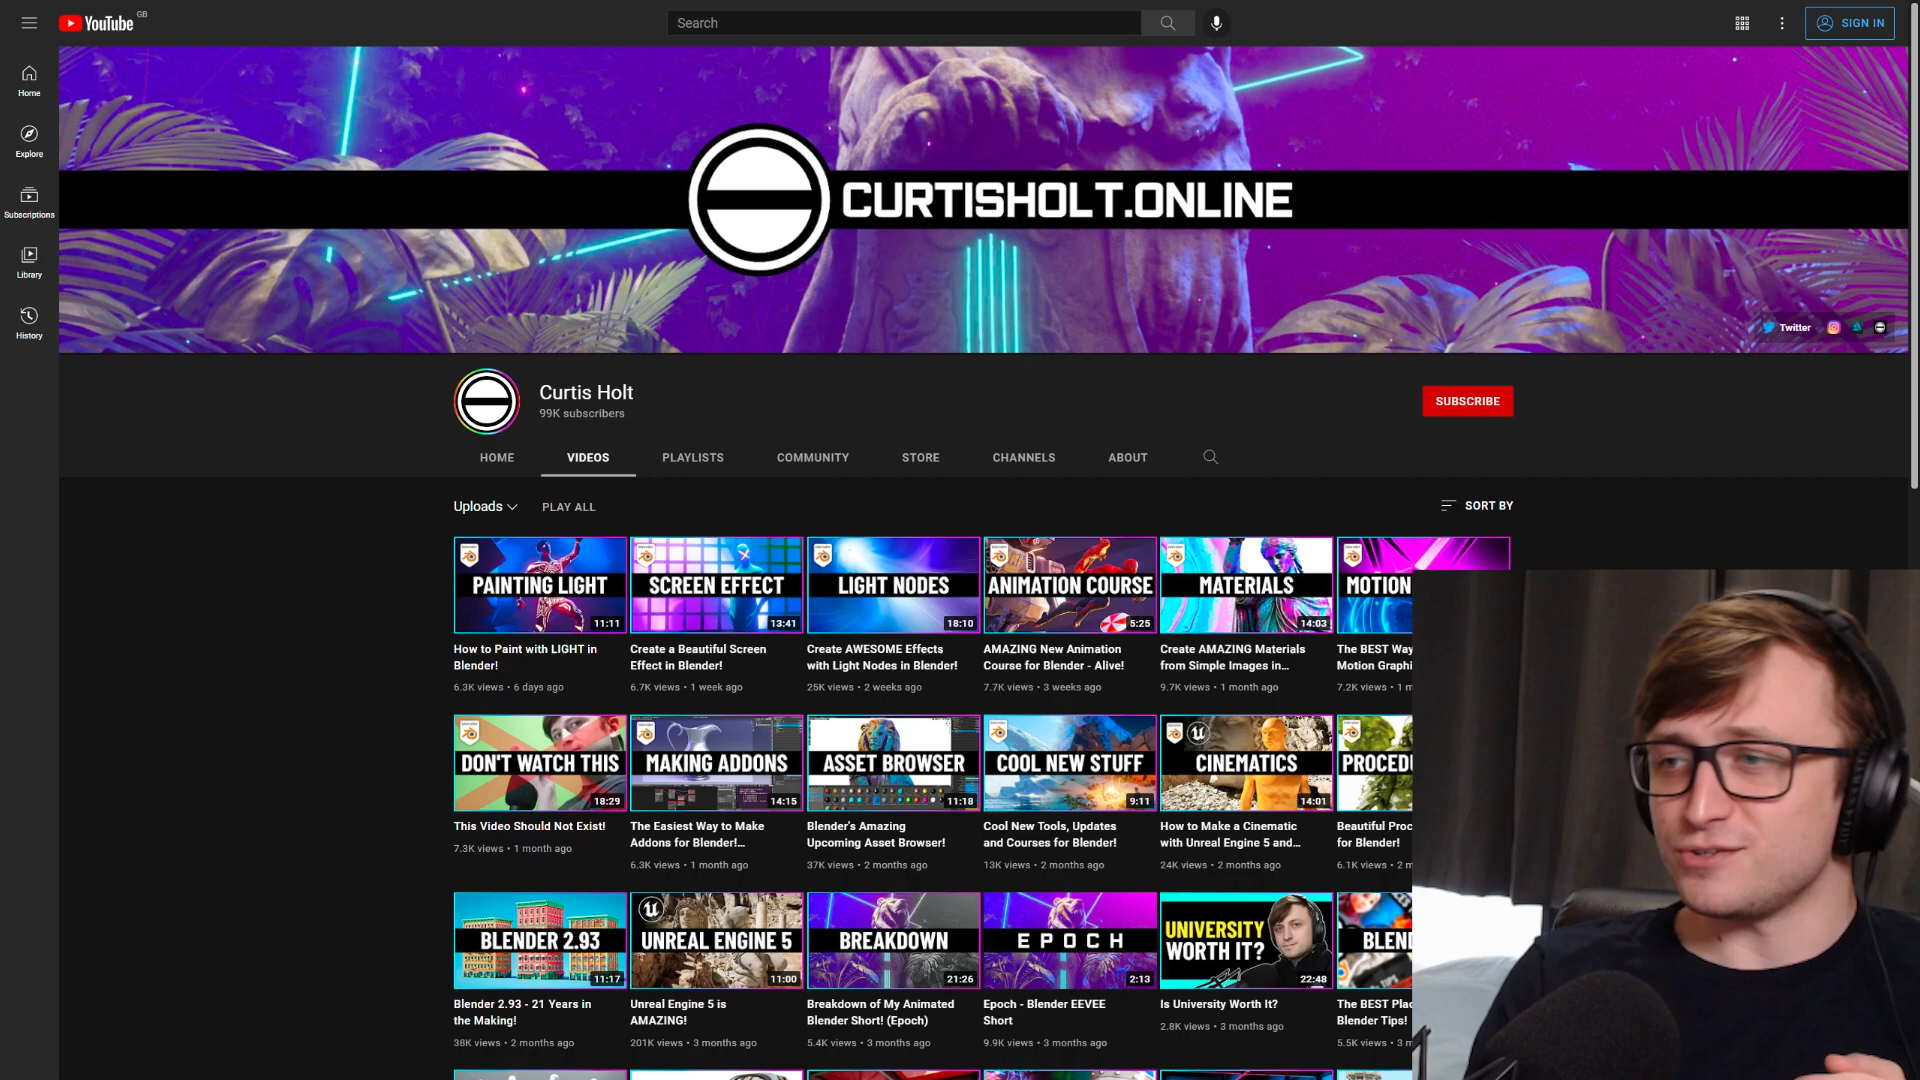 YouTube GB
Search
SIGN IN
Home
Explore
Subscriptions
Library
History
CURTISHOLT.ONLINE
Twitter
Curtis Holt
99K subscribers
SUBSCRIBE
HOME VIDEOS PLAYLISTS COMMUNITY STORE CHANNELS ABOUT
Uploads PLAY ALL SORT BY
PAINTING LIGHT
11:11
SCREEN EFFECT
13:41
LIGHT NODES
18:10
ANIMATION COURSE
5:25
MATERIALS
14:03
MOTION
How to Paint with LIGHT in
Blender!
6.3K views • 6 days ago
Create a Beautiful Screen
Effect in Blender!
6.7K views • 1 week ago
Create AWESOME Effects
with Light Nodes in Blender!
25K views • 2 weeks ago
AMAZING New Animation
Course for Blender - Alive!
7.7K views • 3 weeks ago
Create AMAZING Materials
from Simple Images in...
9.7K views • 1 month ago
The BEST Way
Motion Graphi
7.2K views • 1 m
DON'T WATCH THIS
18:29
MAKING ADDONS
14:15
ASSET BROWSER
11:18
COOL NEW STUFF
9:11
CINEMATICS
14:01
PROCEDU
This Video Should Not Exist!
7.3K views • 1 month ago
The Easiest Way to Make
Addons for Blender!...
6.3K views • 1 month ago
Blender's Amazing
Upcoming Asset Browser!
37K views • 2 months ago
Cool New Tools, Updates
and Courses for Blender!
13K views • 2 months ago
How to Make a Cinematic
with Unreal Engine 5 and...
24K views • 2 months ago
Beautiful Proc
for Blender!
6.1K views • 2 m
BLENDER 2.93
11:17
UNREAL ENGINE 5
11:00
BREAKDOWN
21:26
EPOCH
2:13
UNIVERSITY
WORTH IT?
22:48
BLEND
Blender 2.93 - 21 Years in
the Making!
38K views • 2 months ago
Unreal Engine 5 is
AMAZING!
201K views • 3 months ago
Breakdown of My Animated
Blender Short! (Epoch)
5.4K views • 3 months ago
Epoch - Blender EEVEE
Short
9.9K views • 3 months ago
Is University Worth It?
2.8K views • 3 months ago
The BEST Plac
Blender Tips!
5.5K views • 3 m